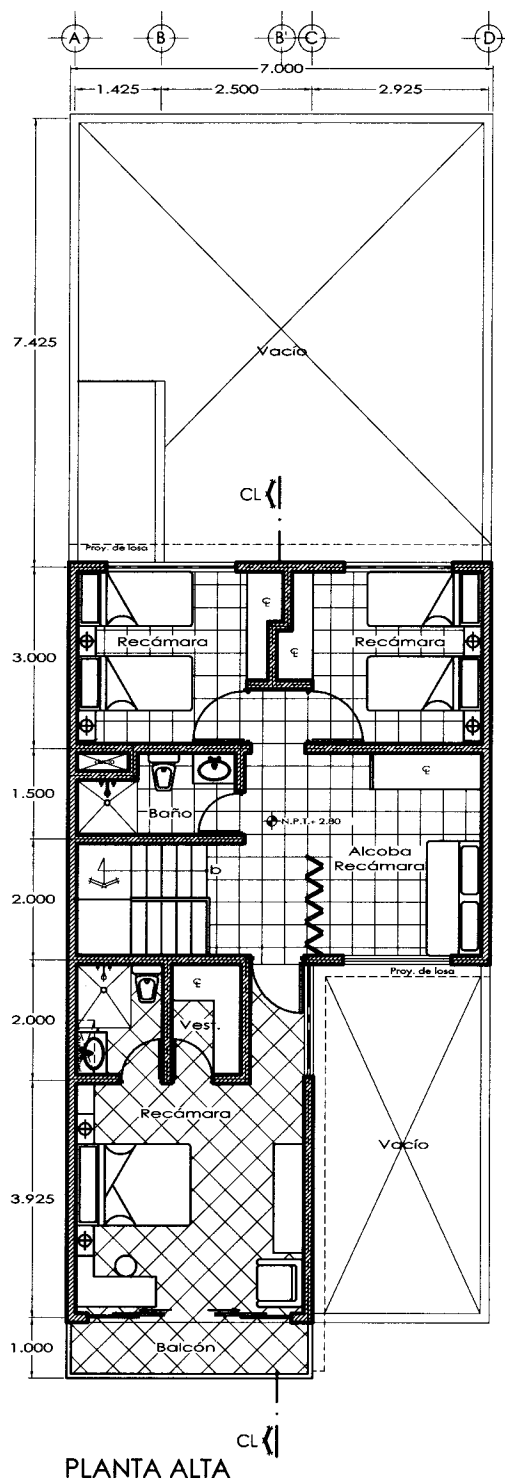 A B B' C D
7.000
1.425 2.500 2.925
7.425
Vacío
CL
Proy. de losa
Recámara Recámara
3.000
1.500
Baño
N.P.T.+ 2.80
Alcoba
Recámara
b
2.000
Proy. de losa
2.000
Vest.
Recámara
Vacío
3.925
Balcón
1.000
CL
PLANTA ALTA